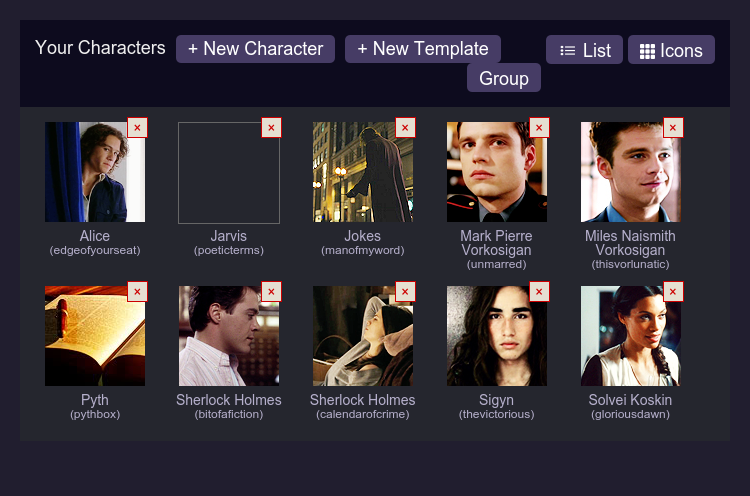 Your Characters + New Character + New Template List Icons
Group
× × × × ×
Alice Jarvis Jokes Mark Pierre Miles Naismith
(edgeofyourseat) (poeticterms) (manofmyword) Vorkosigan Vorkosigan
(unmarred) (thisvorlunatic)
× × × × ×
Pyth Sherlock Holmes Sherlock Holmes Sigyn Solvei Koskin
(pythbox) (bitofafiction) (calendarofcrime) (thevictorious) (gloriousdawn)